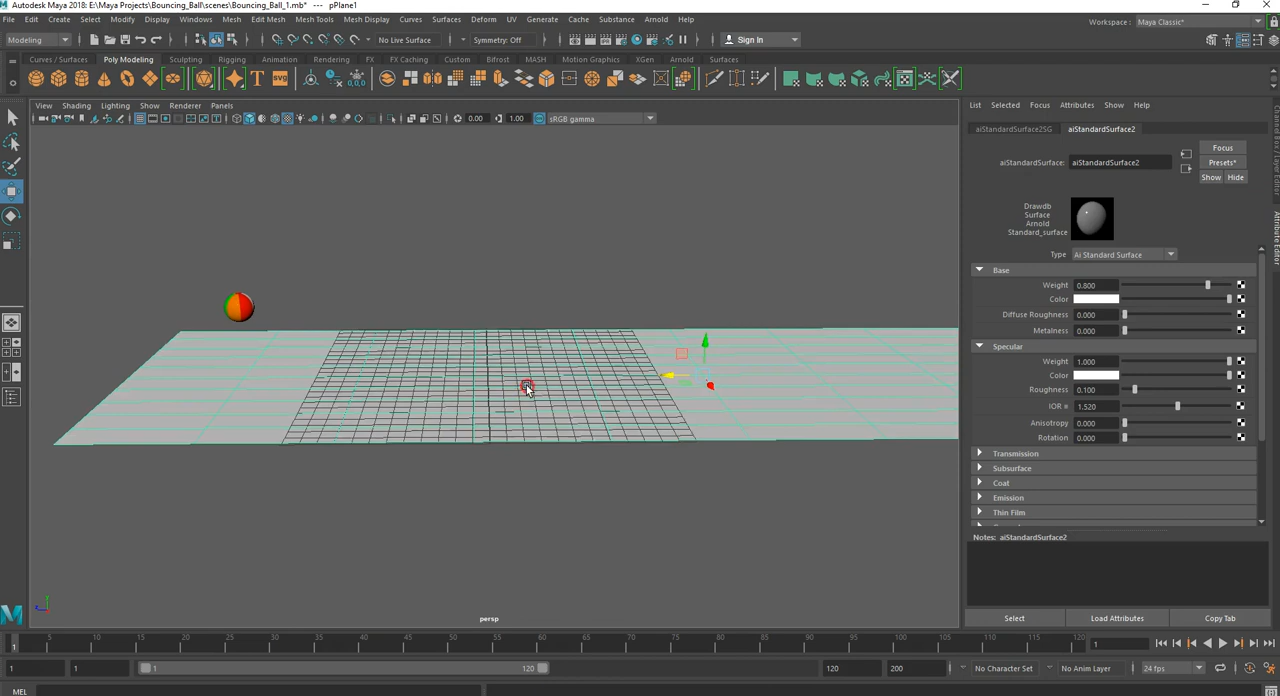 Autodesk Maya 2018: E:\Maya Projects\Bouncing_Ball\scenes\Bouncing_Ball_1.mb* --- pPlane1
File Edit Create Select Modify Display Windows Mesh Edit Mesh Mesh Tools Mesh Display Curves Surfaces Deform UV Generate Cache Substance Arnold Help
Workspace : Maya Classic*
Modeling No Live Surface Symmetry: Off Sign In
Curves / Surfaces Poly Modeling Sculpting Rigging Animation Rendering FX FX Caching Custom Bifrost MASH Motion Graphics XGen Arnold Surfaces
SVG
View Shading Lighting Show Renderer Panels
0.00 1.00 sRGB gamma
List Selected Focus Attributes Show Help
aiStandardSurface2SG aiStandardSurface2
Focus
aiStandardSurface: aiStandardSurface2 Presets*
Show Hide
Drawdb
Surface
Arnold
Standard_surface
Type Ai Standard Surface
Base
Weight 0.800
Color
Diffuse Roughness 0.000
Metalness 0.000
Specular
Weight 1.000
Color
Roughness 0.100
IOR = 1.520
Anisotropy 0.000
Rotation 0.000
Transmission
Subsurface
Coat
Emission
Thin Film
Notes: aiStandardSurface2
Select Load Attributes Copy Tab
Channel Box / Layer Editor
Attribute Editor
persp
5 10 15 20 25 30 35 40 45 50 55 60 65 70 75 80 85 90 95 100 105 110 115 120
1 1
1 1 1 120 120 200 No Character Set No Anim Layer 24 fps
MEL